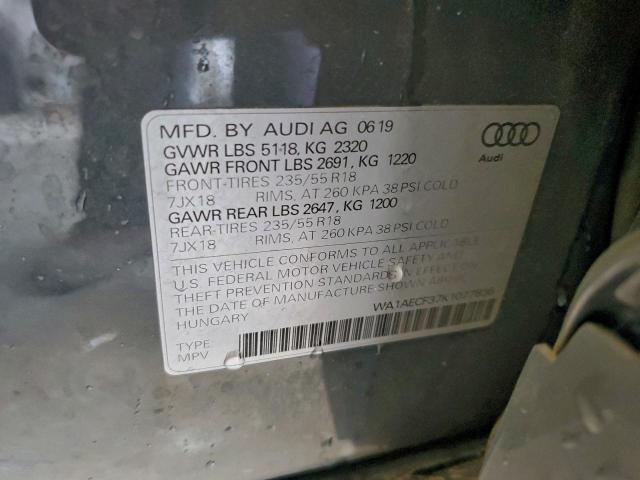 MFD. BY AUDI AG 0619
GVWR LBS 5118, KG 2320
GAWR FRONT LBS 2691, KG 1220
FRONT-TIRES 235/55 R18
7JX18 RIMS, AT 260 KPA 38 PSI COLD
GAWR REAR LBS 2647, KG 1200
REAR-TIRES 235/55 R18
7JX18 RIMS, AT 260 KPA 38 PSI COLD
THIS VEHICLE CONFORMS TO ALL APPLICABLE
U.S. FEDERAL MOTOR VEHICLE SAFETY AND
THEFT PREVENTION STANDARDS IN EFFECT ON
THE DATE OF MANUFACTURE SHOWN ABOVE.
HUNGARY
TYPE
MPV
Audi